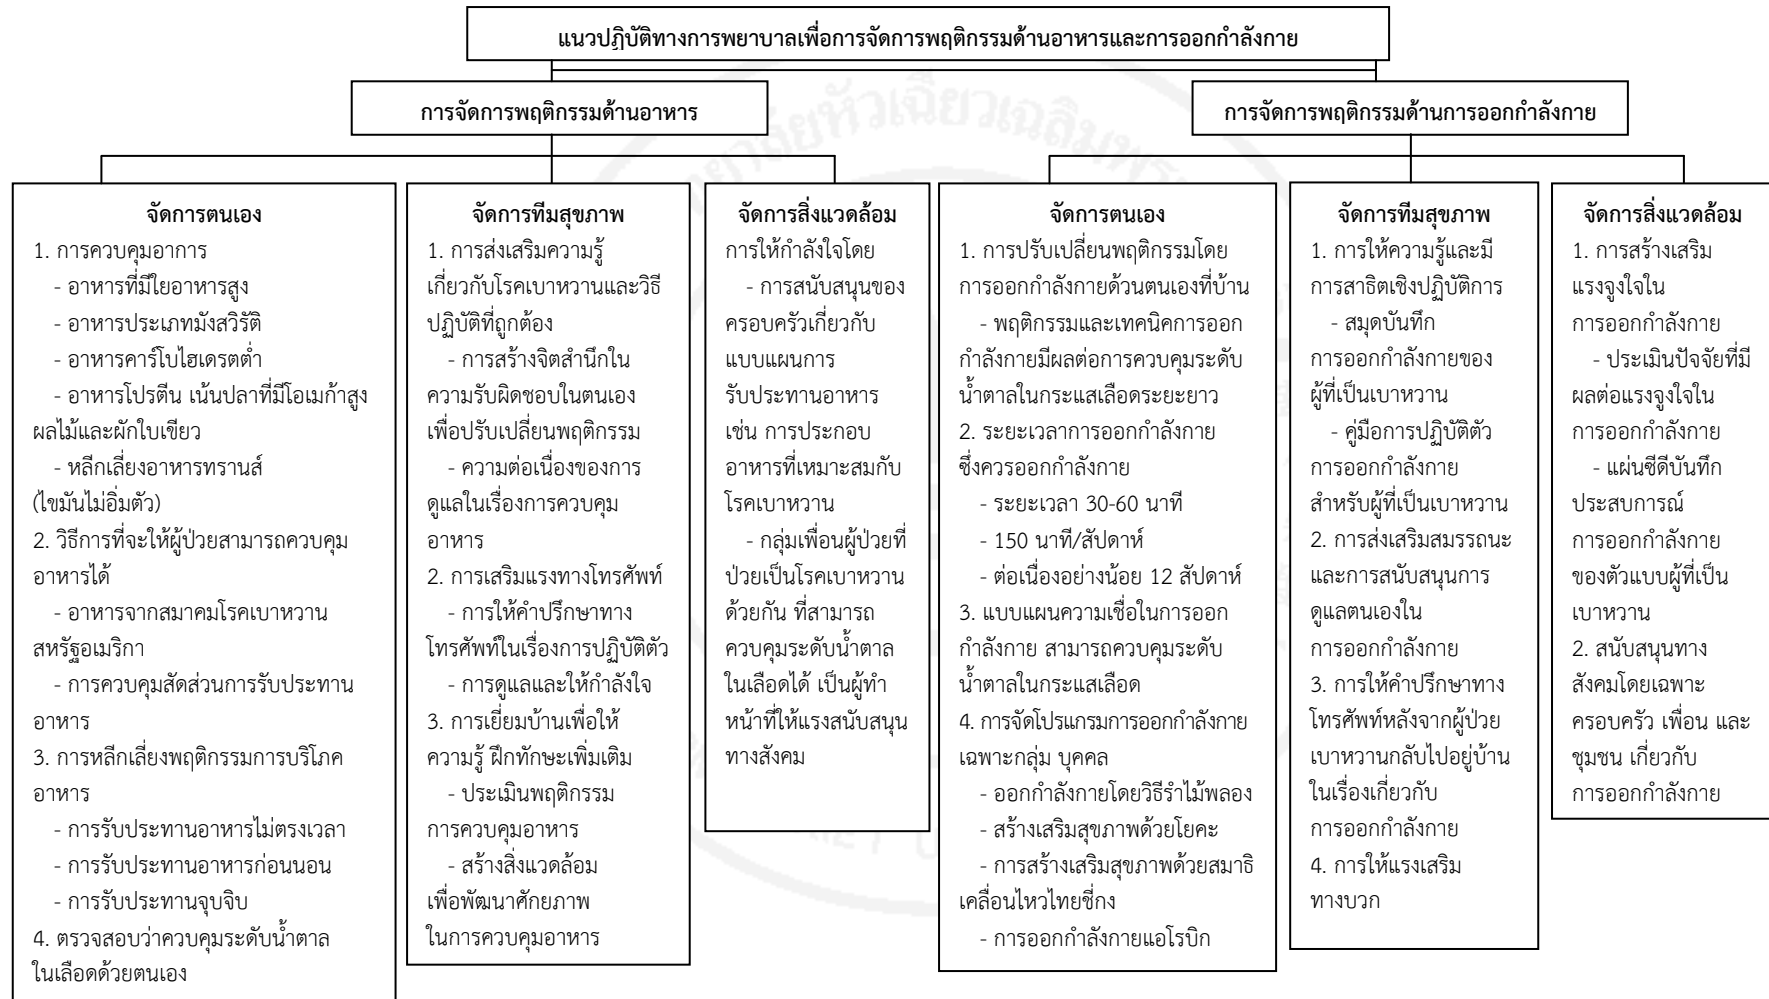 แนวปฏิบัติทางการพยาบาลเพื่อการจัดการพฤติกรรมด้านอาหารและการออกกำลังกาย
การจัดการพฤติกรรมด้านอาหาร
การจัดการพฤติกรรมด้านการออกกำลังกาย
จัดการตนเอง
1. การควบคุมอาการ
- อาหารที่มีใยอาหารสูง
- อาหารประเภทมังสวิรัติ
- อาหารคาร์โบไฮเดรตต่ำ
- อาหารโปรตีน เน้นปลาที่มีโอเมก้าสูง
ผลไม้และผักใบเขียว
- หลีกเลี่ยงอาหารทรานส์
(ไขมันไม่อิ่มตัว)
2. วิธีการที่จะให้ผู้ป่วยสามารถควบคุม
อาหารได้
- อาหารจากสมาคมโรคเบาหวาน
สหรัฐอเมริกา
- การควบคุมสัดส่วนการรับประทาน
อาหาร
3. การหลีกเลี่ยงพฤติกรรมการบริโภค
อาหาร
- การรับประทานอาหารไม่ตรงเวลา
- การรับประทานอาหารก่อนนอน
- การรับประทานจุบจิบ
4. ตรวจสอบว่าควบคุมระดับน้ำตาล
ในเลือดด้วยตนเอง
จัดการทีมสุขภาพ
1. การส่งเสริมความรู้
เกี่ยวกับโรคเบาหวานและวิธี
ปฏิบัติที่ถูกต้อง
- การสร้างจิตสำนึกใน
ความรับผิดชอบในตนเอง
เพื่อปรับเปลี่ยนพฤติกรรม
- ความต่อเนื่องของการ
ดูแลในเรื่องการควบคุม
อาหาร
2. การเสริมแรงทางโทรศัพท์
- การให้คำปรึกษาทาง
โทรศัพท์ในเรื่องการปฏิบัติตัว
- การดูแลและให้กำลังใจ
3. การเยี่ยมบ้านเพื่อให้
ความรู้ ฝึกทักษะเพิ่มเติม
- ประเมินพฤติกรรม
การควบคุมอาหาร
- สร้างสิ่งแวดล้อม
เพื่อพัฒนาศักยภาพ
ในการควบคุมอาหาร
จัดการสิ่งแวดล้อม
การให้กำลังใจโดย
- การสนับสนุนของ
ครอบครัวเกี่ยวกับ
แบบแผนการ
รับประทานอาหาร
เช่น การประกอบ
อาหารที่เหมาะสมกับ
โรคเบาหวาน
- กลุ่มเพื่อนผู้ป่วยที่
ป่วยเป็นโรคเบาหวาน
ด้วยกัน ที่สามารถ
ควบคุมระดับน้ำตาล
ในเลือดได้ เป็นผู้ทำ
หน้าที่ให้แรงสนับสนุน
ทางสังคม
จัดการตนเอง
1. การปรับเปลี่ยนพฤติกรรมโดย
การออกกำลังกายด้วนตนเองที่บ้าน
- พฤติกรรมและเทคนิคการออก
กำลังกายมีผลต่อการควบคุมระดับ
น้ำตาลในกระแสเลือดระยะยาว
2. ระยะเวลาการออกกำลังกาย
ซึ่งควรออกกำลังกาย
- ระยะเวลา 30-60 นาที
- 150 นาที/สัปดาห์
- ต่อเนื่องอย่างน้อย 12 สัปดาห์
3. แบบแผนความเชื่อในการออก
กำลังกาย สามารถควบคุมระดับ
น้ำตาลในกระแสเลือด
4. การจัดโปรแกรมการออกกำลังกาย
เฉพาะกลุ่ม บุคคล
- ออกกำลังกายโดยวิธีรำไม้พลอง
- สร้างเสริมสุขภาพด้วยโยคะ
- การสร้างเสริมสุขภาพด้วยสมาธิ
เคลื่อนไหวไทยชี่กง
- การออกกำลังกายแอโรบิก
จัดการทีมสุขภาพ
1. การให้ความรู้และมี
การสาธิตเชิงปฏิบัติการ
- สมุดบันทึก
การออกกำลังกายของ
ผู้ที่เป็นเบาหวาน
- คู่มือการปฏิบัติตัว
การออกกำลังกาย
สำหรับผู้ที่เป็นเบาหวาน
2. การส่งเสริมสมรรถนะ
และการสนับสนุนการ
ดูแลตนเองใน
การออกกำลังกาย
3. การให้คำปรึกษาทาง
โทรศัพท์หลังจากผู้ป่วย
เบาหวานกลับไปอยู่บ้าน
ในเรื่องเกี่ยวกับ
การออกกำลังกาย
4. การให้แรงเสริม
ทางบวก
จัดการสิ่งแวดล้อม
1. การสร้างเสริม
แรงจูงใจใน
การออกกำลังกาย
- ประเมินปัจจัยที่มี
ผลต่อแรงจูงใจใน
การออกกำลังกาย
- แผ่นซีดีบันทึก
ประสบการณ์
การออกกำลังกาย
ของตัวแบบผู้ที่เป็น
เบาหวาน
2. สนับสนุนทาง
สังคมโดยเฉพาะ
ครอบครัว เพื่อน และ
ชุมชน เกี่ยวกับ
การออกกำลังกาย